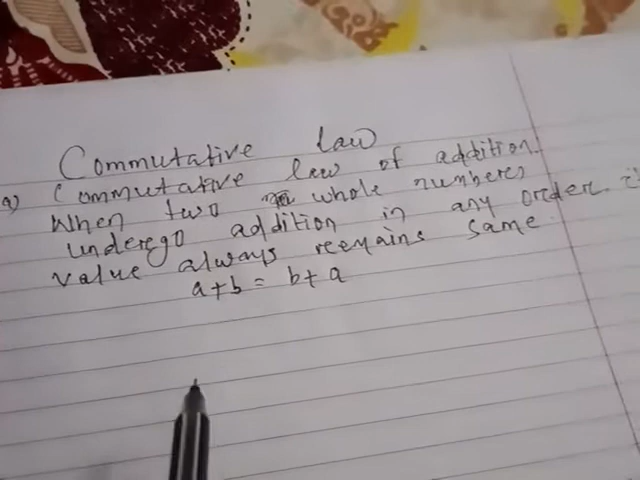 Commutative law
a) Commutative law of addition.
When two whole numbers
undergo addition in any order.
value always remains same.
a+b = b+a